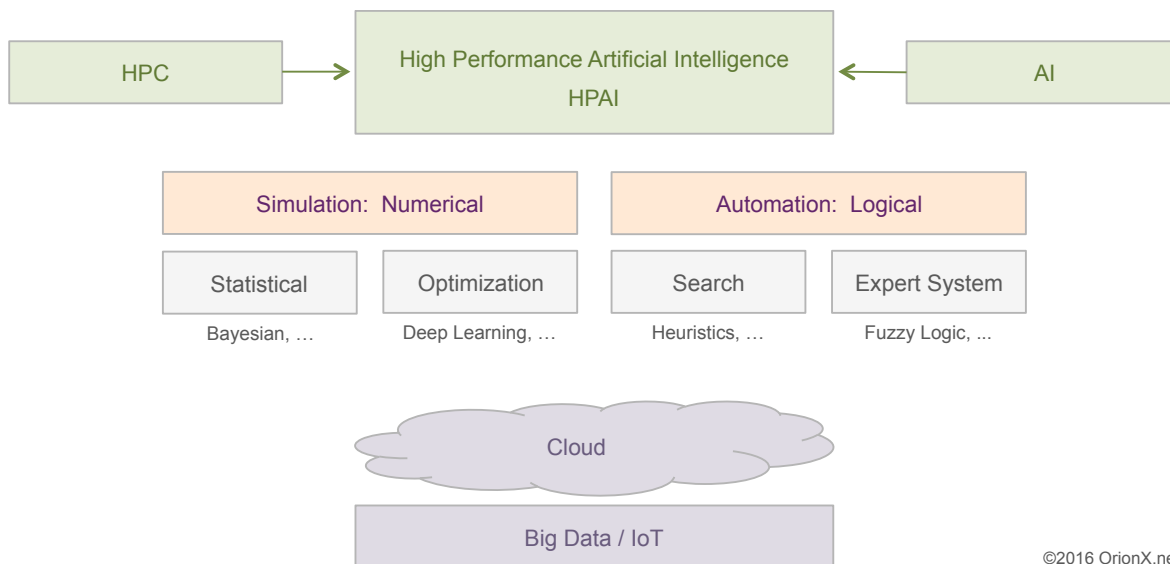 High Performance Artificial Intelligence
HPC
AI
HPAI
Simulation: Numerical
Automation: Logical
Statistical
Optimization
Search
Expert System
Bayesian, …
Deep Learning, …
Heuristics, …
Fuzzy Logic, ...
Cloud
Big Data / IoT
©2016 OrionX.ne